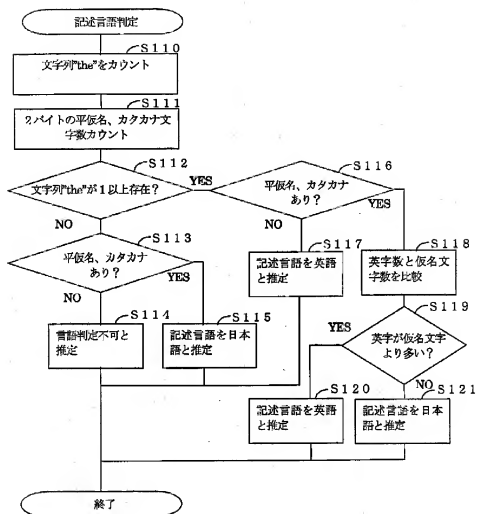 記述言語判定
S110
文字列"the"をカウント
S111
2バイトの平仮名、カタカナ文
字数カウント
S112
文字列"the"が1以上存在？
YES
NO
S116
平仮名、カタカナ
あり？
YES
NO
S113
平仮名、カタカナ
あり？
YES
NO
S117
記述言語を英語
と推定
S118
英字数と仮名文
字数を比較
S114
言語判定不可と
推定
S115
記述言語を日本
語と推定
S119
英字が仮名文字
より多い？
YES
NO
S120
記述言語を英語
と推定
S121
記述言語を日本
語と推定
終了